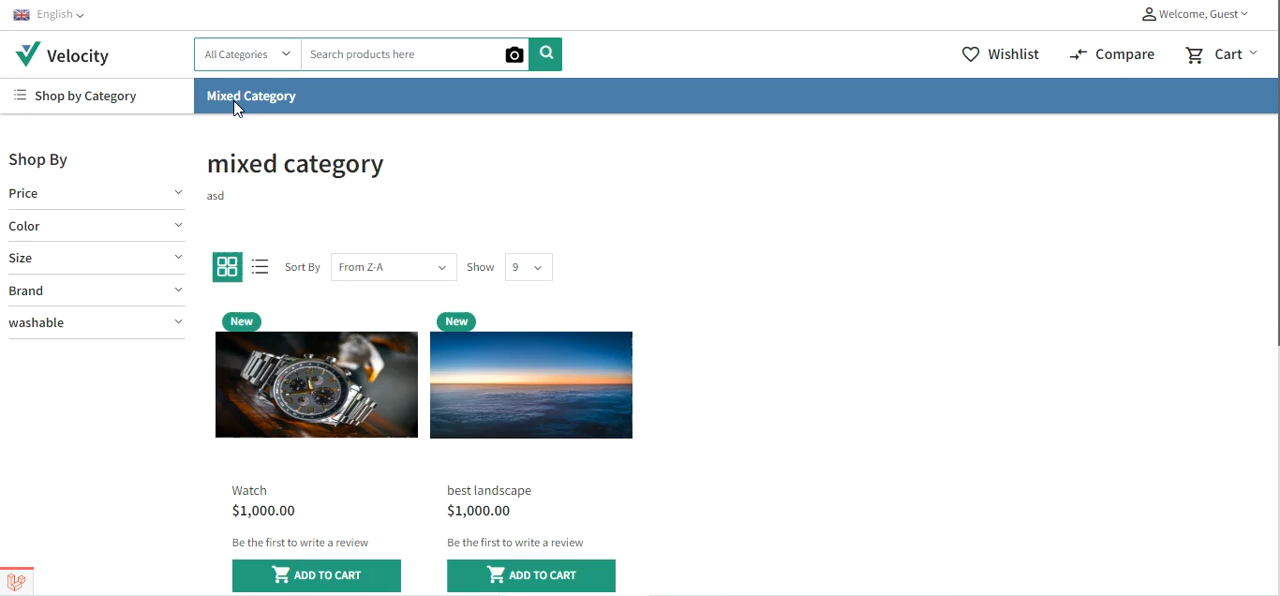 English
Welcome, Guest
Velocity
All Categories
Search products here
Wishlist
Compare
Cart
Shop by Category
Mixed Category
Shop By
Price
Color
Size
Brand
washable
mixed category
asd
Sort By
From Z-A
Show
9
New
Watch
$1,000.00
Be the first to write a review
ADD TO CART
New
best landscape
$1,000.00
Be the first to write a review
ADD TO CART